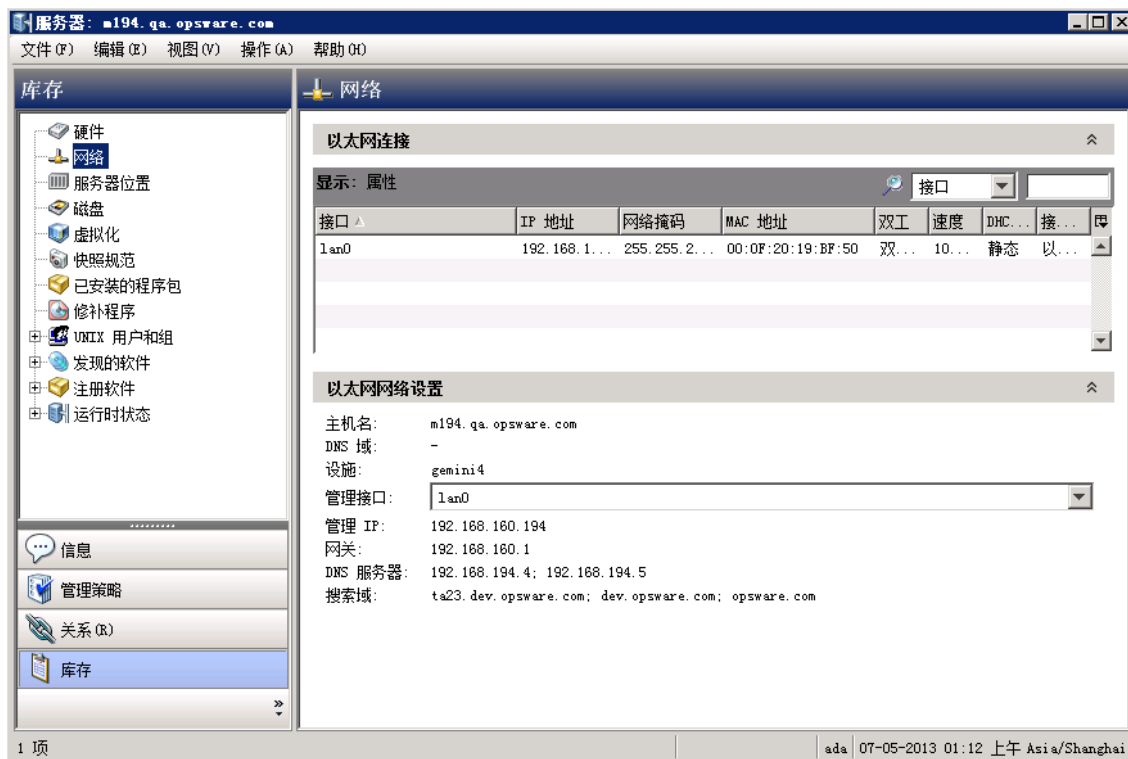 服务器: m194.qa.opsware.com
文件(F) 编辑(E) 视图(V) 操作(A) 帮助(H)
库存
硬件
网络
服务器位置
磁盘
虚拟化
快照规范
已安装的程序包
修补程序
UNIX 用户和组
发现的软件
注册软件
运行时状态
信息
管理策略
关系(R)
库存
网络
以太网连接
显示: 属性 接口
接口 IP 地址 网络掩码 MAC 地址 双工 速度 DHC... 接...
lan0 192.168.1... 255.255.2... 00:0F:20:19:BF:50 双... 10... 静态 以...
以太网网络设置
主机名: m194.qa.opsware.com
DNS 域: -
设施: gemini4
管理接口: lan0
管理 IP: 192.168.160.194
网关: 192.168.160.1
DNS 服务器: 192.168.194.4; 192.168.194.5
搜索域: ta23.dev.opsware.com; dev.opsware.com; opsware.com
1 项 ada 07-05-2013 01:12 上午 Asia/Shanghai